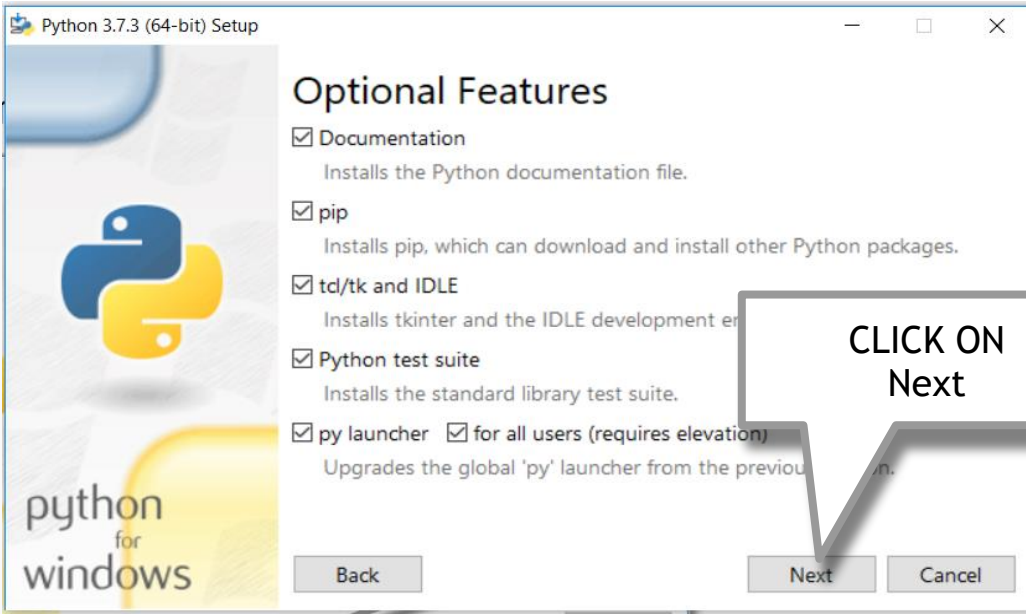 Python 3.7.3 (64-bit) Setup
Optional Features
Documentation
Installs the Python documentation file.
pip
Installs pip, which can download and install other Python packages.
tcl/tk and IDLE
Installs tkinter and the IDLE development
Python test suite
Installs the standard library test suite.
py launcher for all users (requires elevation)
Upgrades the global 'py' launcher from the
CLICK ON
Next
python
for
windows
Back
Next
Cancel